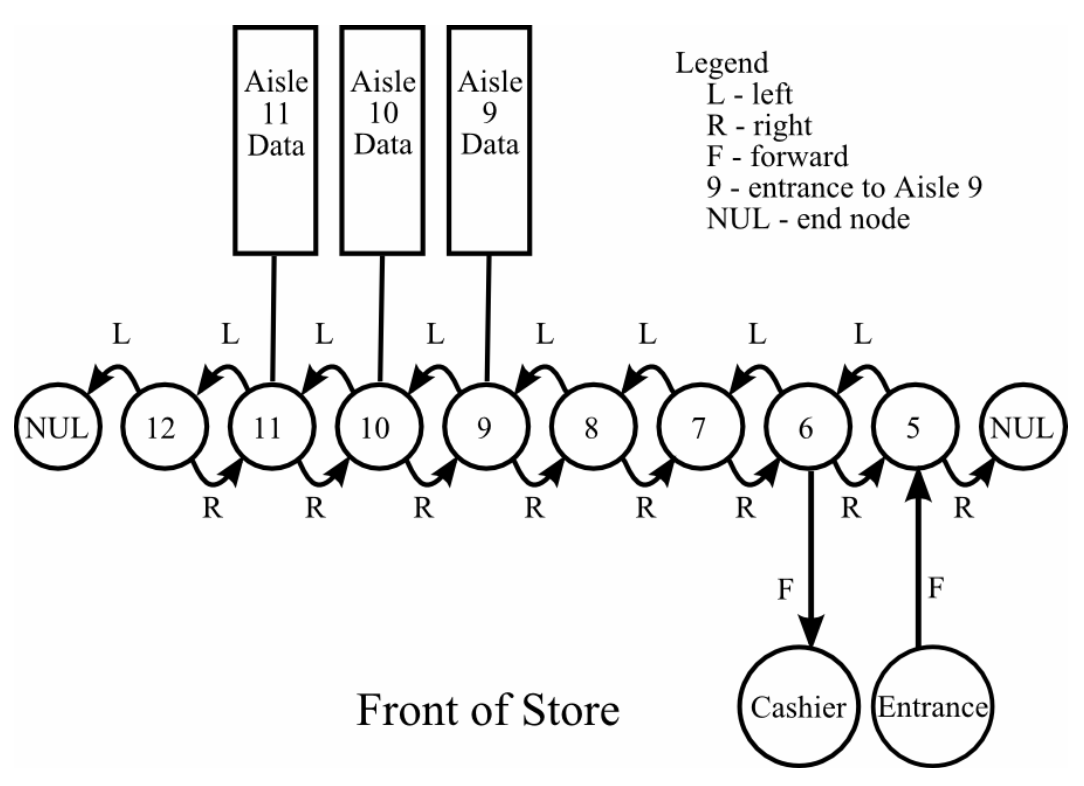 Aisle
11
Data
Aisle
10
Data
Aisle
9
Data
Legend
L - left
R - right
F - forward
9 - entrance to Aisle 9
NUL - end node
L L L L L L L L
NUL 12 11 10 9 8 7 6 5 NUL
R R R R R R R R
F F
Front of Store
Cashier Entrance